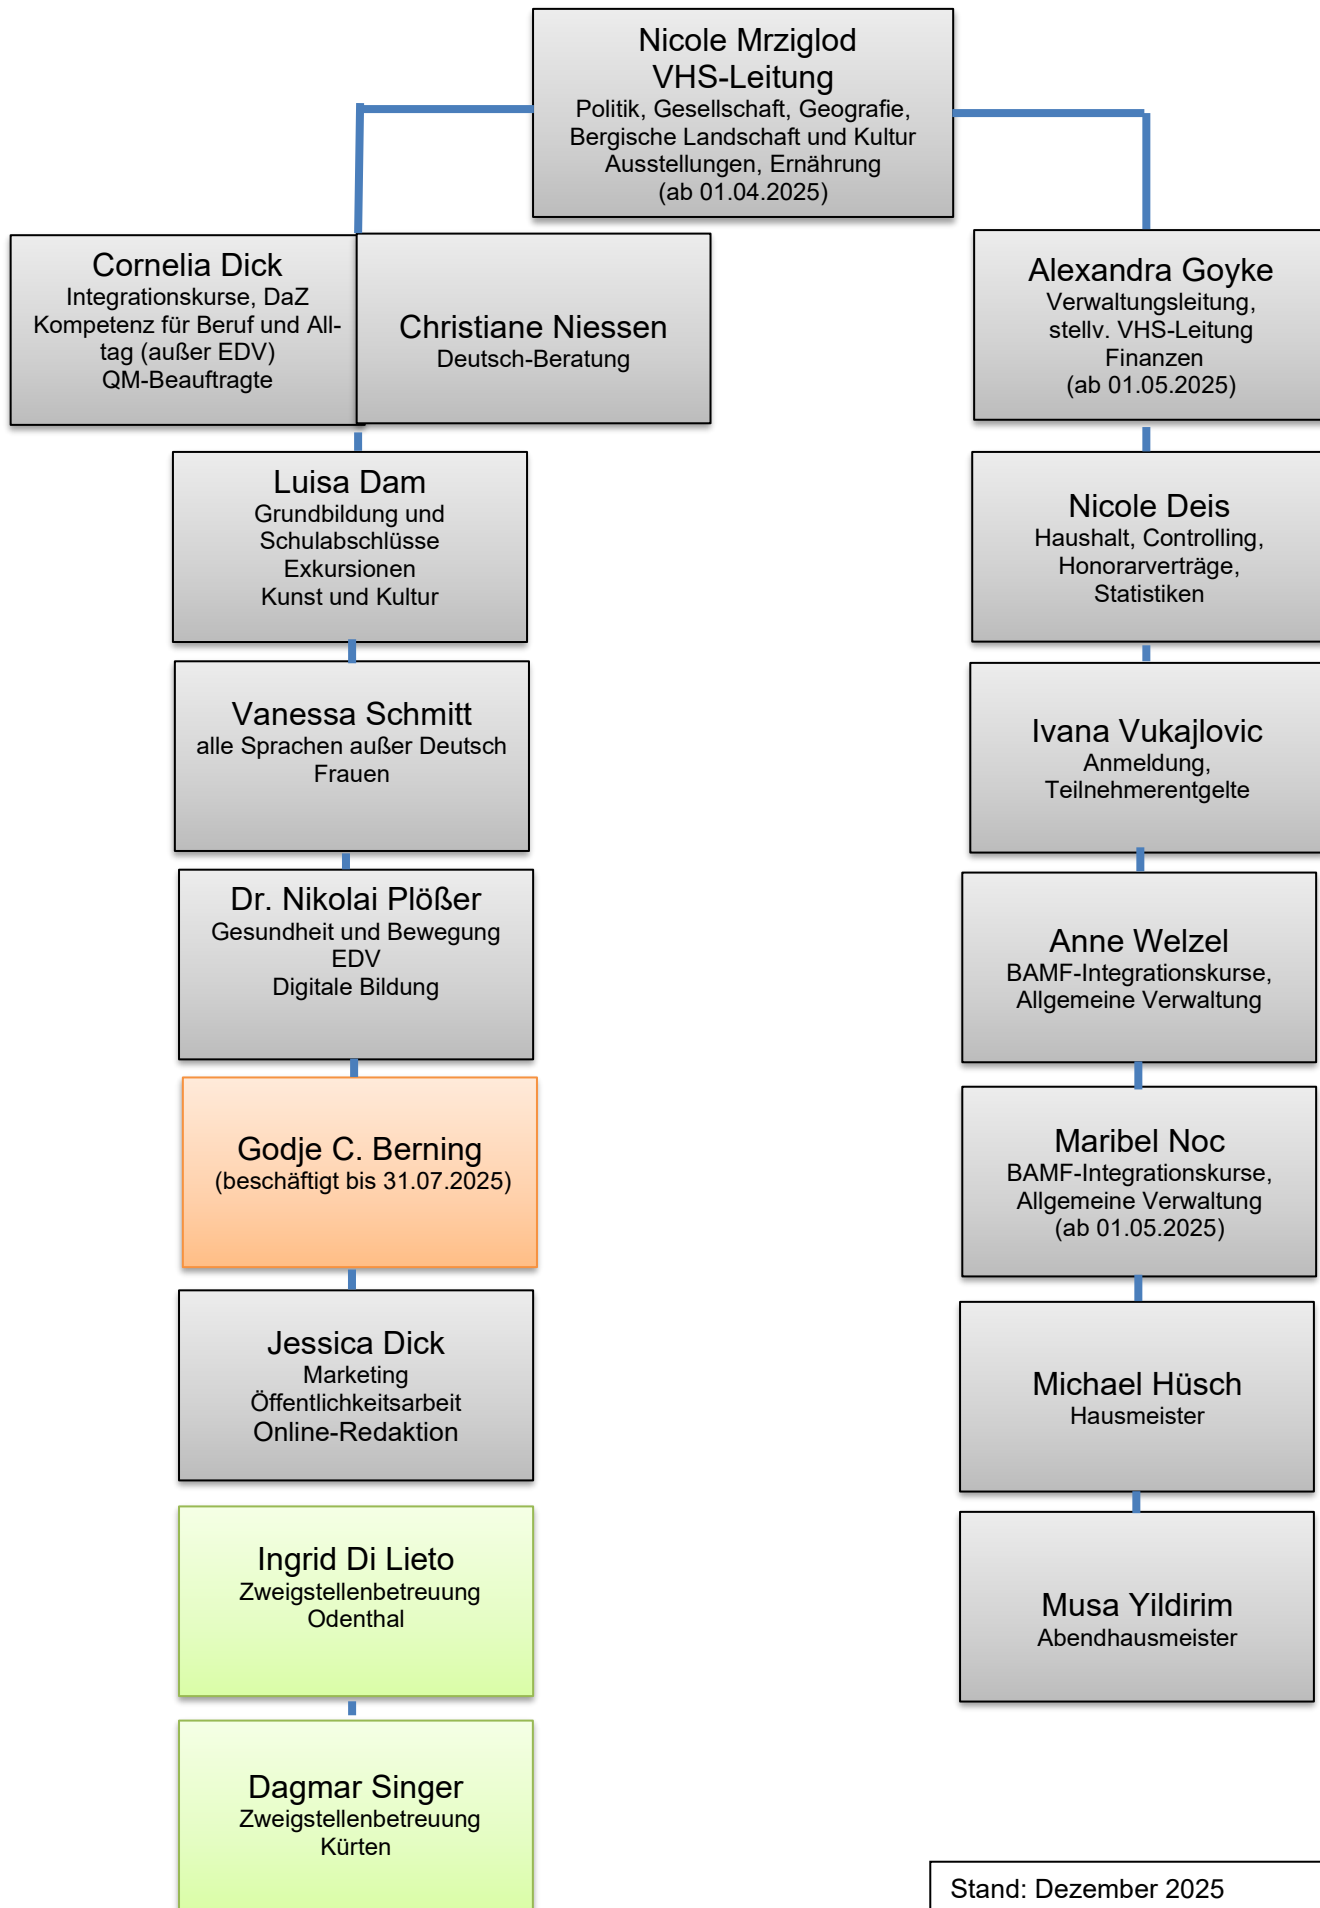 Nicole Mrziglod
VHS-Leitung
Politik, Gesellschaft, Geografie,
Bergische Landschaft und Kultur
Ausstellungen, Ernährung
(ab 01.04.2025)
Cornelia Dick
Integrationskurse, DaZ
Kompetenz für Beruf und All-
tag (außer EDV)
QM-Beauftragte
Christiane Niessen
Deutsch-Beratung
Alexandra Goyke
Verwaltungsleitung,
stellv. VHS-Leitung
Finanzen
(ab 01.05.2025)
Luisa Dam
Grundbildung und
Schulabschlüsse
Exkursionen
Kunst und Kultur
Nicole Deis
Haushalt, Controlling,
Honorarverträge,
Statistiken
Vanessa Schmitt
alle Sprachen außer Deutsch
Frauen
Ivana Vukajlovic
Anmeldung,
Teilnehmerentgelte
Dr. Nikolai Plößer
Gesundheit und Bewegung
EDV
Digitale Bildung
Anne Welzel
BAMF-Integrationskurse,
Allgemeine Verwaltung
Godje C. Berning
(beschäftigt bis 31.07.2025)
Maribel Noc
BAMF-Integrationskurse,
Allgemeine Verwaltung
(ab 01.05.2025)
Jessica Dick
Marketing
Öffentlichkeitsarbeit
Online-Redaktion
Michael Hüsch
Hausmeister
Ingrid Di Lieto
Zweigstellenbetreuung
Odenthal
Musa Yildirim
Abendhausmeister
Dagmar Singer
Zweigstellenbetreuung
Kürten
Stand: Dezember 2025